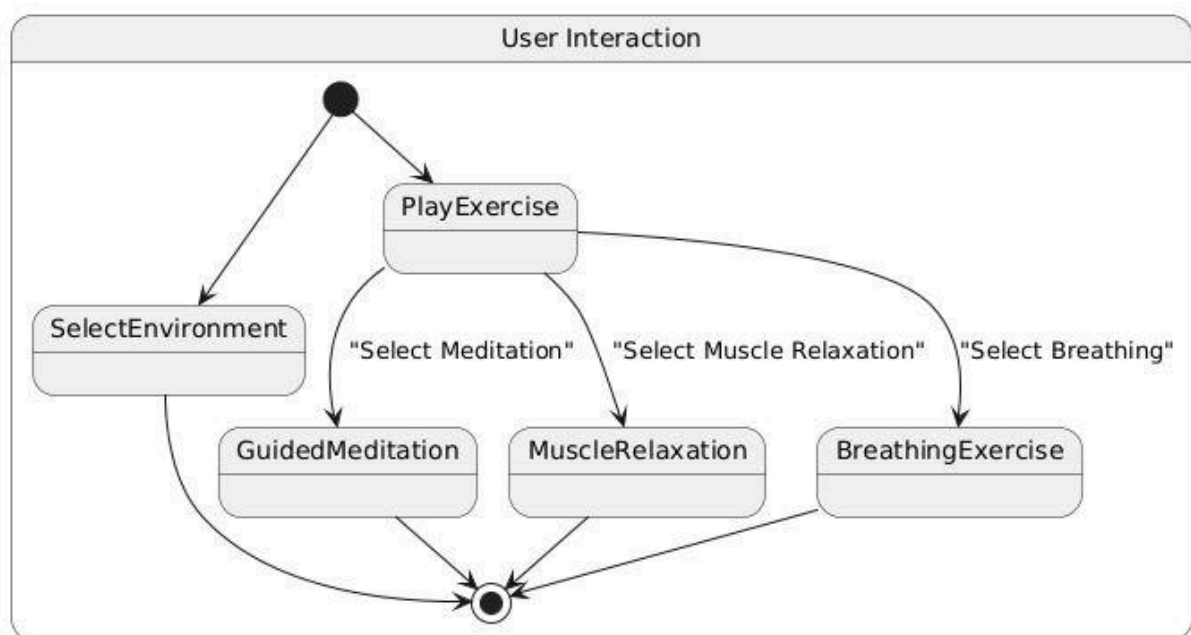 User Interaction
PlayExercise
SelectEnvironment
"Select Meditation"
"Select Muscle Relaxation"
"Select Breathing"
GuidedMeditation
MuscleRelaxation
BreathingExercise